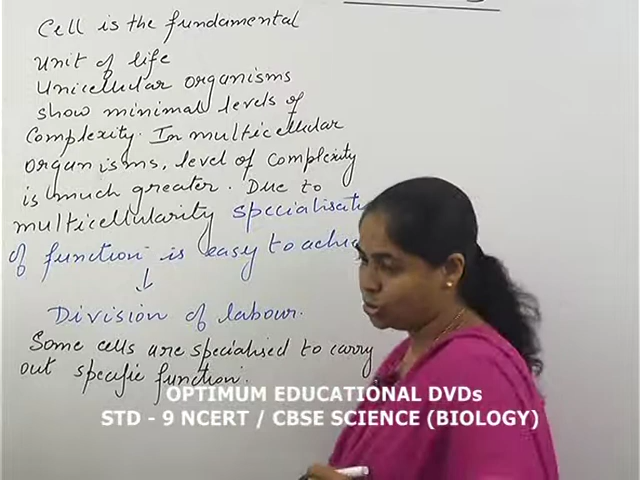 Cell is the fundamental
unit of life
Unicellular organisms
show minimal levels of
complexity. In multicellular
organisms, level of complexity
is much greater. Due to
multicellularity
of function is easy to
↓
Division of labour.
Some cells are specialised to carry
out specific function.
OPTIMUM EDUCATIONAL DVDs
STD - 9 NCERT / CBSE SCIENCE (BIOLOGY)